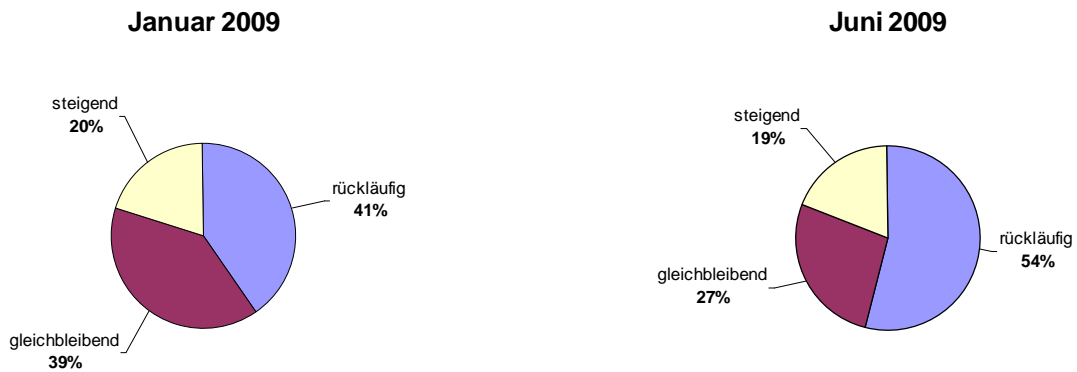 Januar 2009
steigend
20%
rückläufig
41%
gleichbleibend
39%
Juni 2009
steigend
19%
rückläufig
54%
gleichbleibend
27%